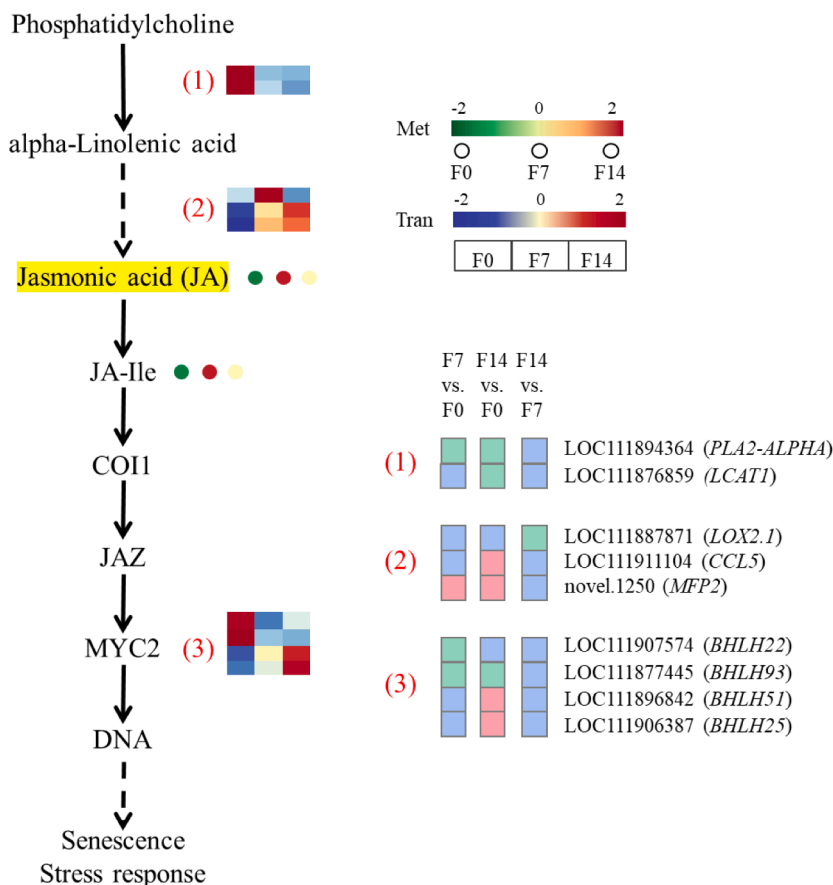 Phosphatidylcholine
(1)
alpha-Linolenic acid
(2)
Jasmonic acid (JA)
JA-Ile
COI1
JAZ
MYC2
(3)
DNA
Senescence
Stress response
-2 0 2
Met
F0 F7 F14
-2 0 2
Tran
F0 F7 F14
F7 F14 F14
vs. vs. vs.
F0 F0 F7
(1)
LOC111894364 (PLA2-ALPHA)
LOC111876859 (LCAT1)
(2)
LOC111887871 (LOX2.1)
LOC111911104 (CCL5)
novel.1250 (MFP2)
(3)
LOC111907574 (BHLH22)
LOC111877445 (BHLH93)
LOC111896842 (BHLH51)
LOC111906387 (BHLH25)